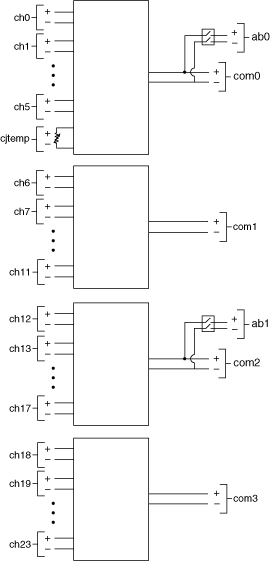 ch0 + −
ch1 + −
ch5 + −
cjtemp + −
+ − ab0
+ − com0
ch6 + −
ch7 + −
ch11 + −
+ − com1
ch12 + −
ch13 + −
ch17 + −
+ − ab1
+ − com2
ch18 + −
ch19 + −
ch23 + −
+ − com3